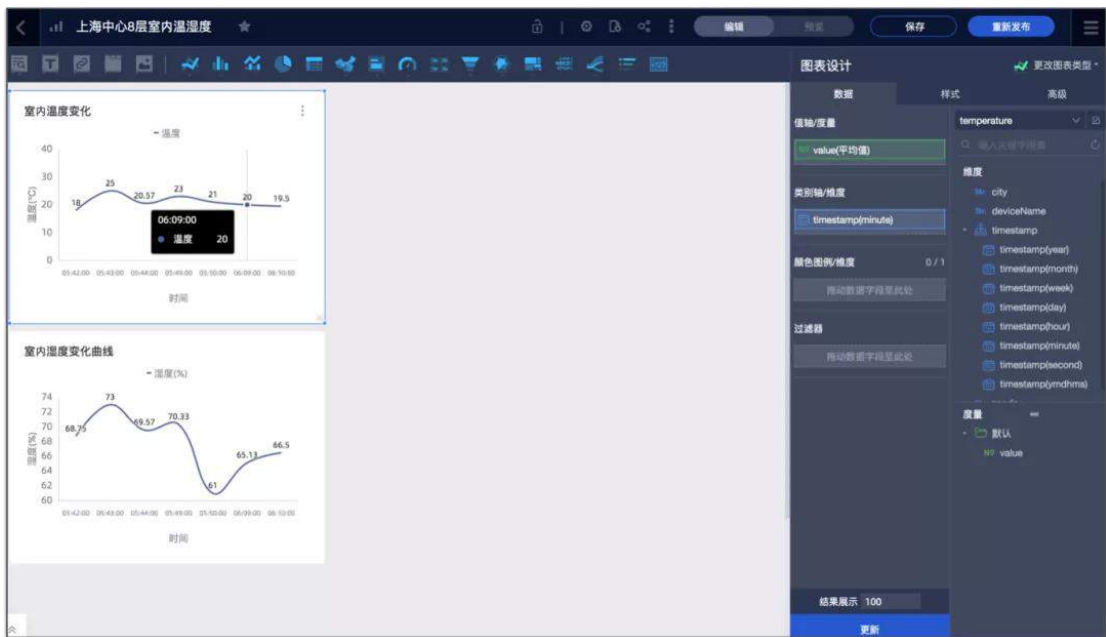 上海中心8层室内温湿度
编辑
预览
保存
重新发布
图表设计
更改图表类型
数据
样式
高级
室内温度变化
温度
40
30
20
10
0
温度(°C)
18
25
20.57
23
21
20
19.5
06:09:00
温度 20
05:42:00 05:43:00 05:44:00 05:49:00 05:50:00 06:09:00 06:10:00
时间
室内湿度变化曲线
湿度(%)
74
72
70
68
66
64
62
60
湿度(%)
68.75
73
69.57
70.33
61
65.13
66.5
05:42:00 05:43:00 05:44:00 05:49:00 05:50:00 06:09:00 06:10:00
时间
值轴/度量
value(平均值)
类别轴/维度
timestamp(minute)
颜色图例/维度 0 / 1
拖动数据字段至此处
过滤器
拖动数据字段至此处
结果展示 100
更新
temperature
维度
city
deviceName
timestamp
timestamp(year)
timestamp(month)
timestamp(week)
timestamp(day)
timestamp(hour)
timestamp(minute)
timestamp(second)
timestamp(ymdhms)
度量
默认
value